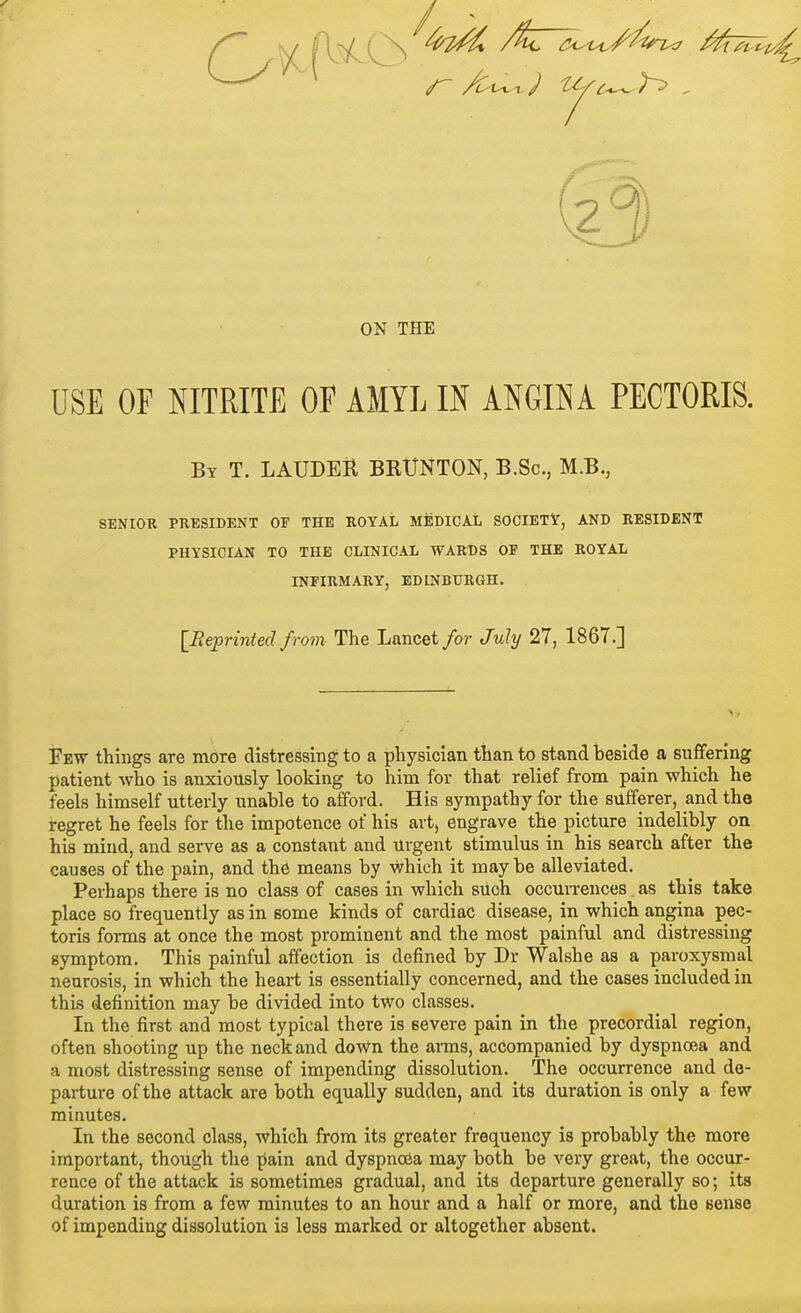 With the author's
29
ON THE
USE OF NITRITE OF AMYL IN ANGINA PECTORIS.
By T. LAUDER BRUNTON, B.Sc., M.B.,
SENIOR PRESIDENT OF THE ROYAL MEDICAL SOCIETY, AND RESIDENT
PHYSICIAN TO THE CLINICAL WARDS OF THE ROYAL
INFIRMARY, EDINBURGH.
[Reprinted from The Lancet for July 27, 1867.]
Few things are more distressing to a physician than to stand beside a suffering
patient who is anxiously looking to him for that relief from pain which he
feels himself utterly unable to afford. His sympathy for the sufferer, and the
regret he feels for the impotence of his art, engrave the picture indelibly on
his mind, and serve as a constant and urgent stimulus in his search after the
causes of the pain, and the means by which it may be alleviated.
Perhaps there is no class of cases in which such occurrences as this take
place so frequently as in some kinds of cardiac disease, in which angina pec-
toris forms at once the most prominent and the most painful and distressing
symptom. This painful affection is defined by Dr Walshe as a paroxysmal
neurosis, in which the heart is essentially concerned, and the cases included in
this definition may be divided into two classes.
In the first and most typical there is severe pain in the precordial region,
often shooting up the neck and down the arms, accompanied by dyspnœa and
a most distressing sense of impending dissolution. The occurrence and de-
parture of the attack are both equally sudden, and its duration is only a few
minutes.
In the second class, which from its greater frequency is probably the more
important, though the pain and dyspnœa may both be very great, the occur-
rence of the attack is sometimes gradual, and its departure generally so; its
duration is from a few minutes to an hour and a half or more, and the sense
of impending dissolution is less marked or altogether absent.